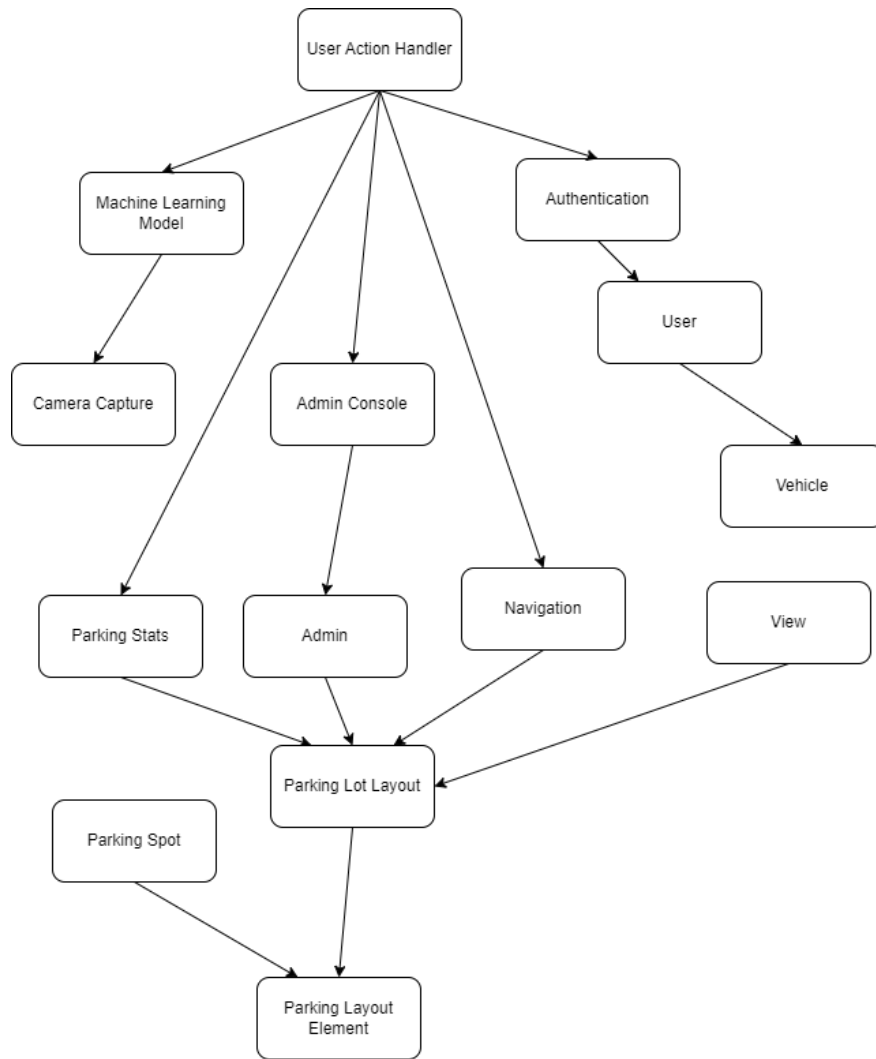 User Action Handler
Machine Learning
Model
Authentication
User
Camera Capture
Admin Console
Vehicle
Parking Stats
Admin
Navigation
View
Parking Lot Layout
Parking Spot
Parking Layout
Element